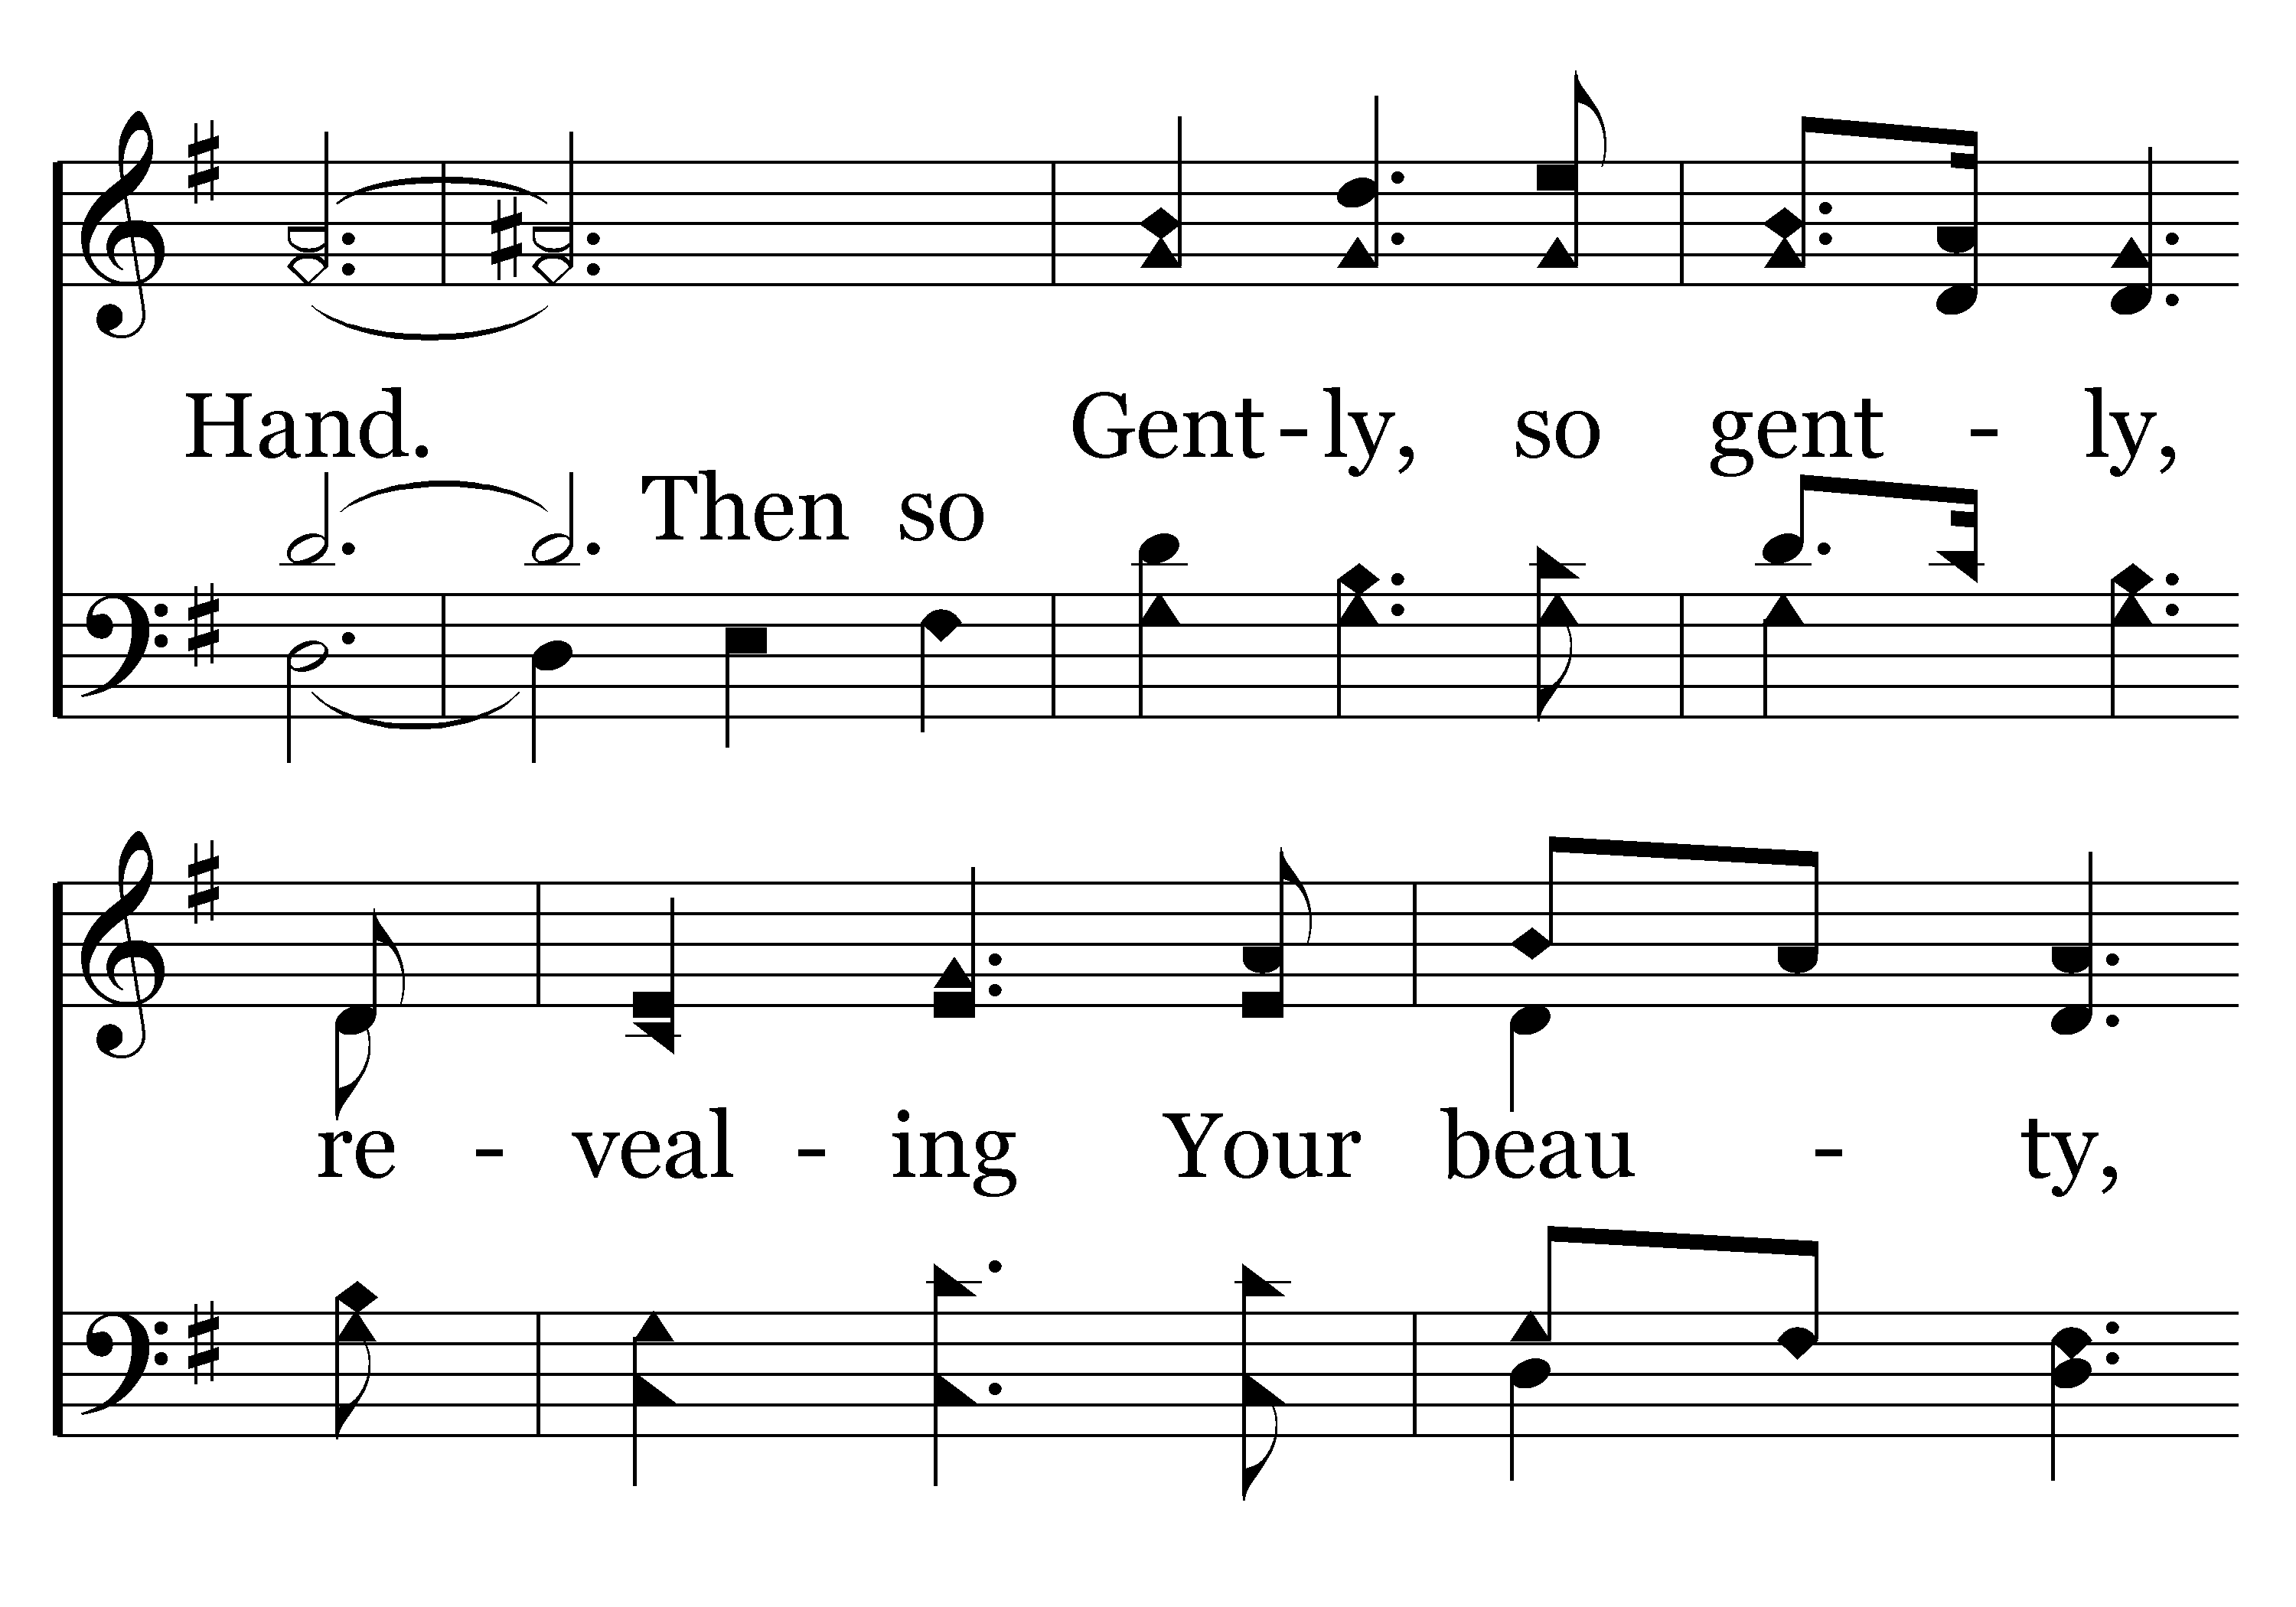 Hand. Gent-ly, so gent - ly,
Then so
re - veal - ing Your beau - ty,